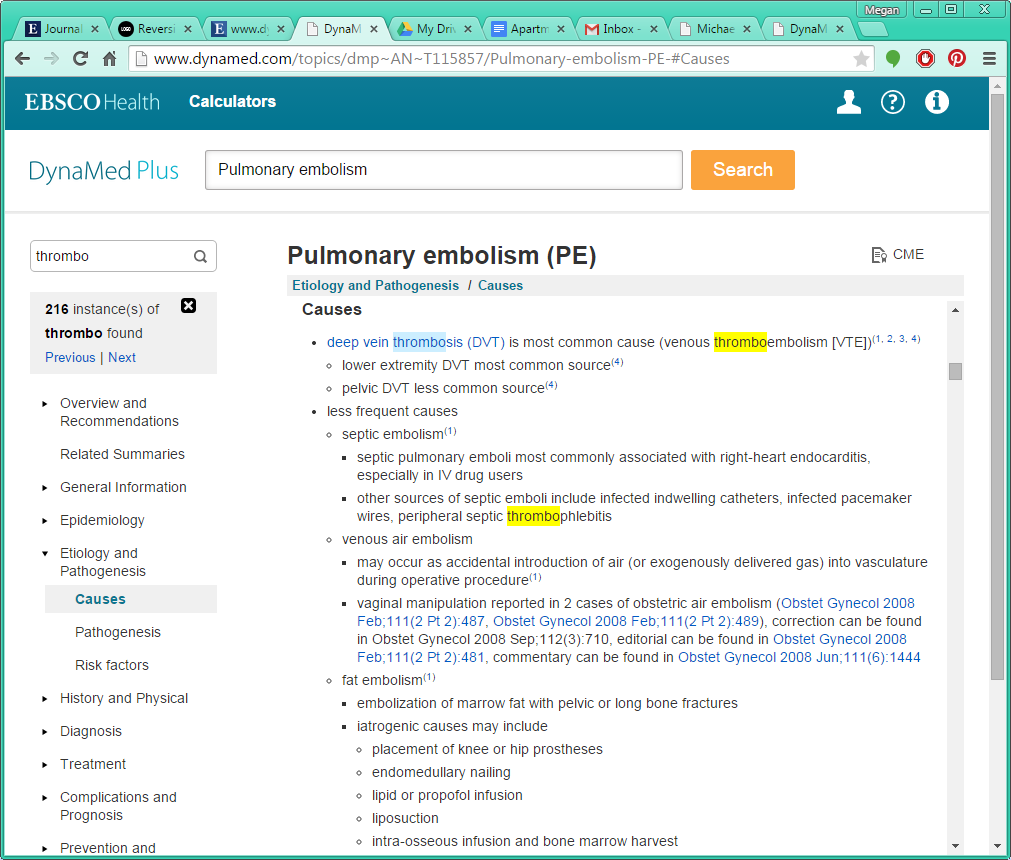 Megan
Journal
Reversi
www.dy
DynaM
My Driv
Apartm
Inbox -
Michae
DynaM
www.dynamed.com/topics/dmp~AN~T115857/Pulmonary-embolism-PE-#Causes
EBSCO Health
Calculators
DynaMed Plus
Pulmonary embolism
Search
thrombo
216 instance(s) of
thrombo found
Previous | Next
Overview and
Recommendations
Related Summaries
General Information
Epidemiology
Etiology and
Pathogenesis
Causes
Pathogenesis
Risk factors
History and Physical
Diagnosis
Treatment
Complications and
Prognosis
Prevention and
Pulmonary embolism (PE)
CME
Etiology and Pathogenesis / Causes
Causes
deep vein thrombosis (DVT) is most common cause (venous thromboembolism [VTE])(1, 2, 3, 4)
lower extremity DVT most common source(4)
pelvic DVT less common source(4)
less frequent causes
septic embolism(1)
septic pulmonary emboli most commonly associated with right-heart endocarditis,
especially in IV drug users
other sources of septic emboli include infected indwelling catheters, infected pacemaker
wires, peripheral septic thrombophlebitis
venous air embolism
may occur as accidental introduction of air (or exogenously delivered gas) into vasculature
during operative procedure(1)
vaginal manipulation reported in 2 cases of obstetric air embolism (Obstet Gynecol 2008
Feb;111(2 Pt 2):487, Obstet Gynecol 2008 Feb;111(2 Pt 2):489), correction can be found
in Obstet Gynecol 2008 Sep;112(3):710, editorial can be found in Obstet Gynecol 2008
Feb;111(2 Pt 2):481, commentary can be found in Obstet Gynecol 2008 Jun;111(6):1444
fat embolism(1)
embolization of marrow fat with pelvic or long bone fractures
iatrogenic causes may include
placement of knee or hip prostheses
endomedullary nailing
lipid or propofol infusion
liposuction
intra-osseous infusion and bone marrow harvest